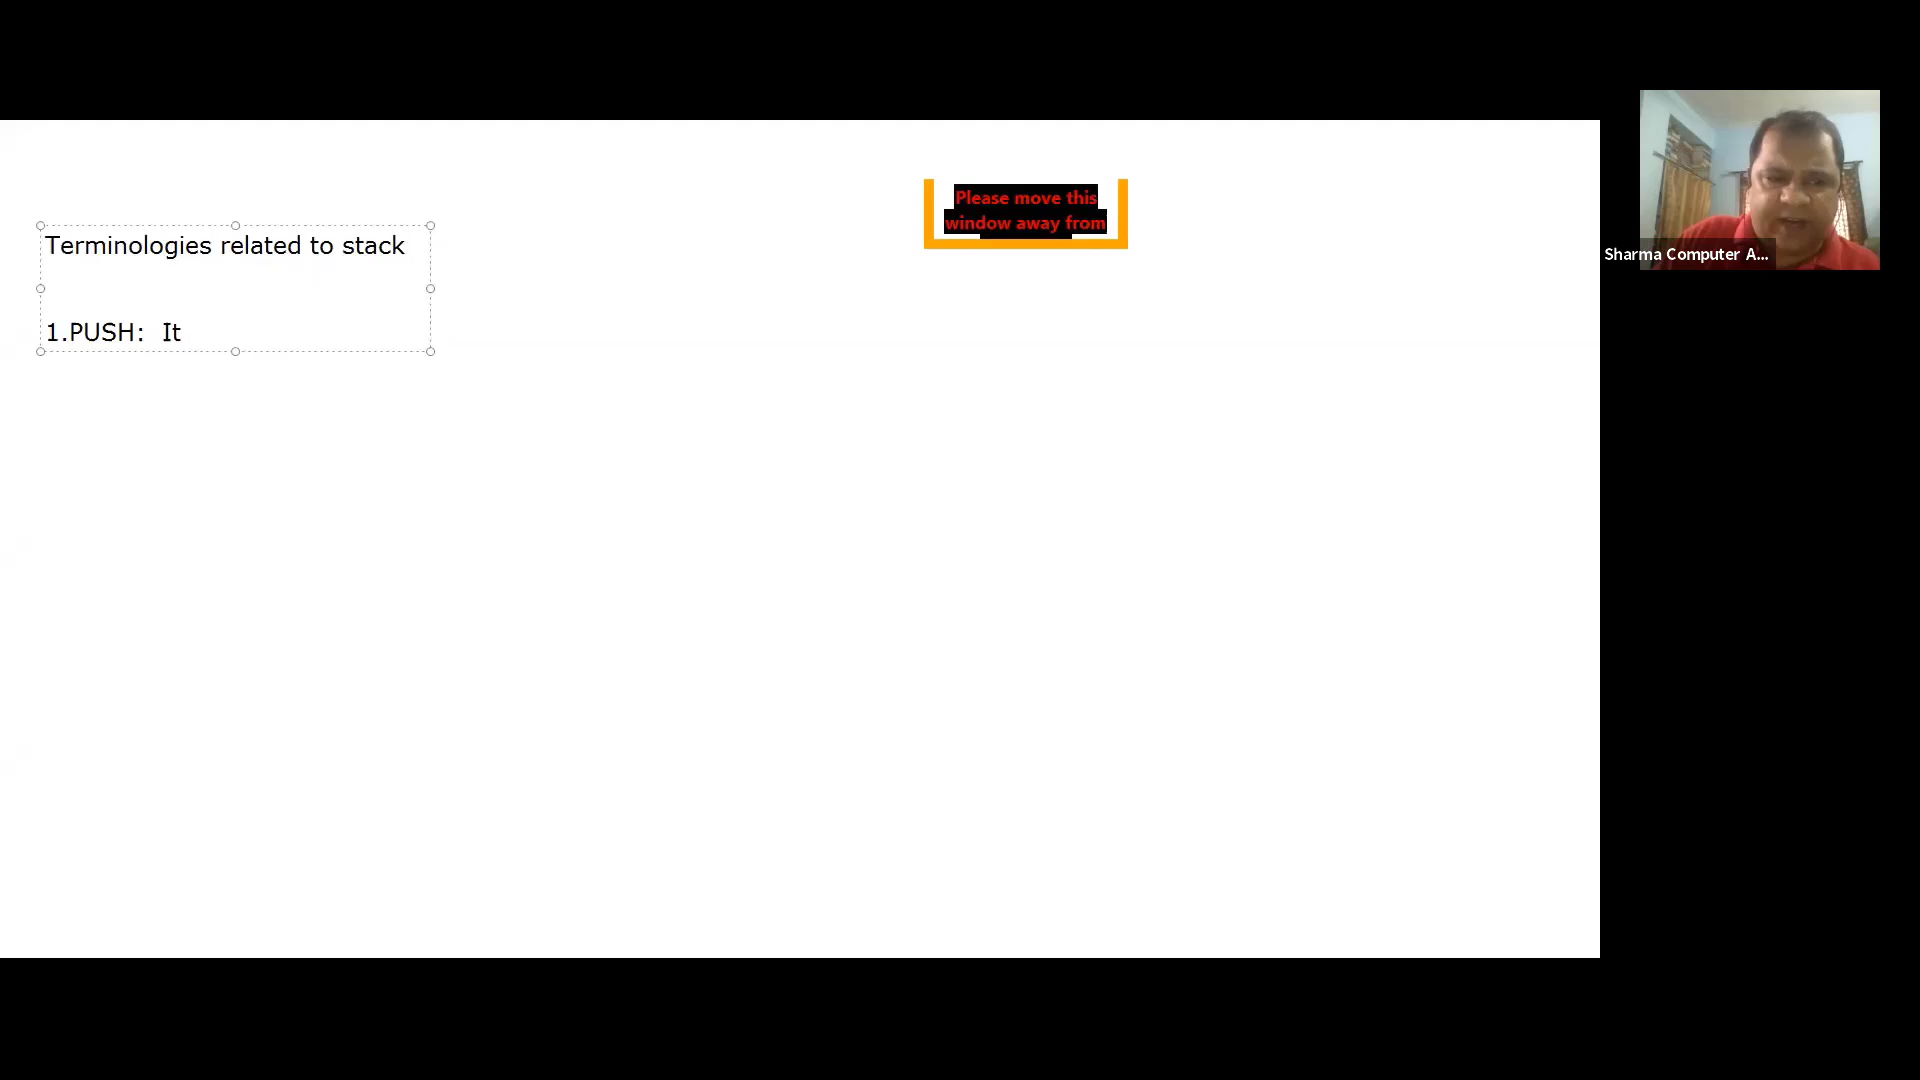 Terminologies related to stack
1.PUSH: It
Please move this
window away from
Sharma Computer A...